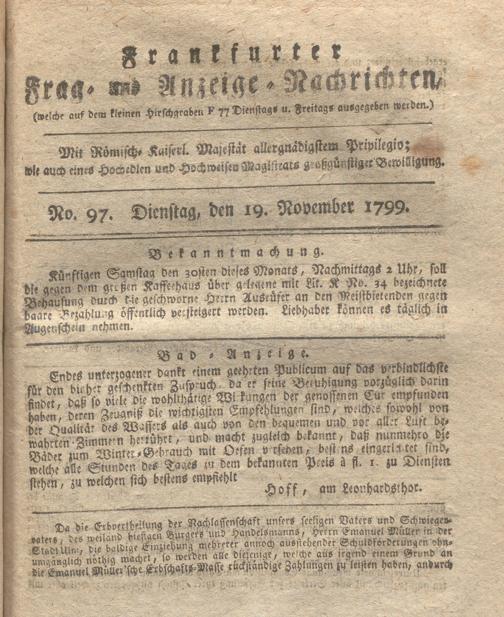 Frankfurter
Frag- und Anzeige-Nachrichten,
(welche auf dem kleinen Hirschgraben F 77 Dienstags u. Freitags ausgegeben werden.)
Mit Römisch-Kaiserl. Majestät allergnädigstem Privilegio;
wie auch eines Hochedlen und Hochweisen Magistrats großgünstiger Bewilligung.
No. 97. Dienstag, den 19. November 1799.
Bekanntmachung.
Künftigen Samstag den 30sten dieses Monats, Nachmittags 2 Uhr, soll
die gegen dem großen Kaffeehaus über gelegene mit Lit. K No. 34 bezeichnete
Behausung durch die geschworne Herrn Ausrüfer an den Meistbietenden gegen
baare Bezahlung öffentlich versteigert werden. Liebhaber können es täglich in
Augenschein nehmen.
Bad-Anzeige.
Endes unterzogener dankt einem geehrten Publicum auf das verbindlichste
für den bisher geschenkten Zuspruch, da er seine Beruhigung vorzüglich darin
findet, daß so viele die wohlthätige Wirkungen der genossenen Cur empfunden
haben, deren Zeugniß die wichtigsten Empfehlungen sind, welches sowohl von
der Qualität des Wassers als auch von den bequemen und vor aller Luft be-
wahrten Zimmern herrührt, und macht zugleich bekannt, daß nunmehro die
Bäder zum Winter-Gebrauch mit Oefen versehen, bestens eingerichtet sind,
welche alle Stunden des Tages zu dem bekannten Preis à fl. 1. zu Diensten
stehen, zu welchen sich bestens empfiehlt
Hoff, am Leonhardsthor.
Da die Erbvertheilung der Nachlassenschaft unsers seeligen Vaters und Schwieger-
vaters, des weiland hiesigen Bürgers und Handelsmanns, Herrn Emanuel Müller in der
Stadt Ulm, die baldige Einziehung mehrerer annoch ausstehender Schuldforderungen ohn-
umgänglich nöthig machet, so werden alle diejenige, welche aus irgend einem Grund an
die Emanuel Müller'sche Erbschafts-Masse rückständige Zahlungen zu leisten haben, andurch